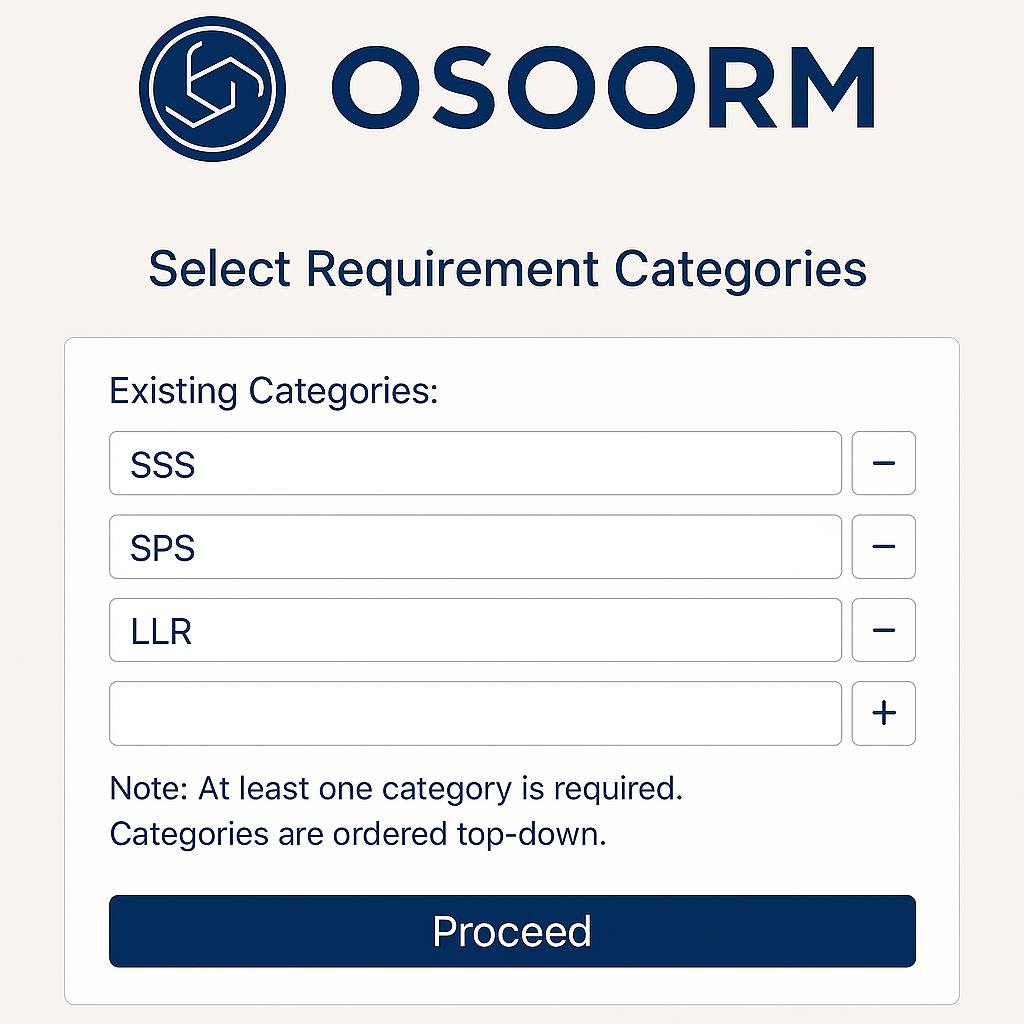 OSOORM
Select Requirement Categories
Existing Categories:
SSS
−
SPS
−
LLR
−
+
Note: At least one category is required.
Categories are ordered top-down.
Proceed